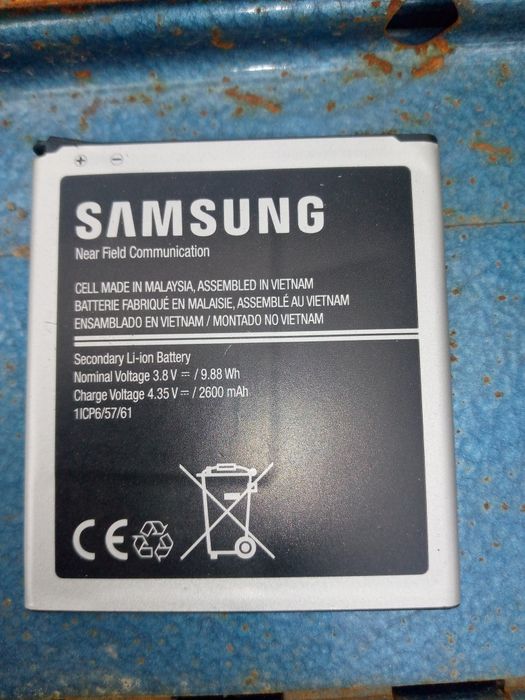 + -
SAMSUNG
Near Field Communication
CELL MADE IN MALAYSIA, ASSEMBLED IN VIETNAM
BATTERIE FABRIQUÉ EN MALAISIE, ASSEMBLÉ AU VIETNAM
ENSAMBLADO EN VIETNAM / MONTADO NO VIETNAM
Secondary Li-ion Battery
Nominal Voltage 3.8 V ⎓ / 9.88 Wh
Charge Voltage 4.35 V ⎓ / 2600 mAh
1ICP6/57/61
CE